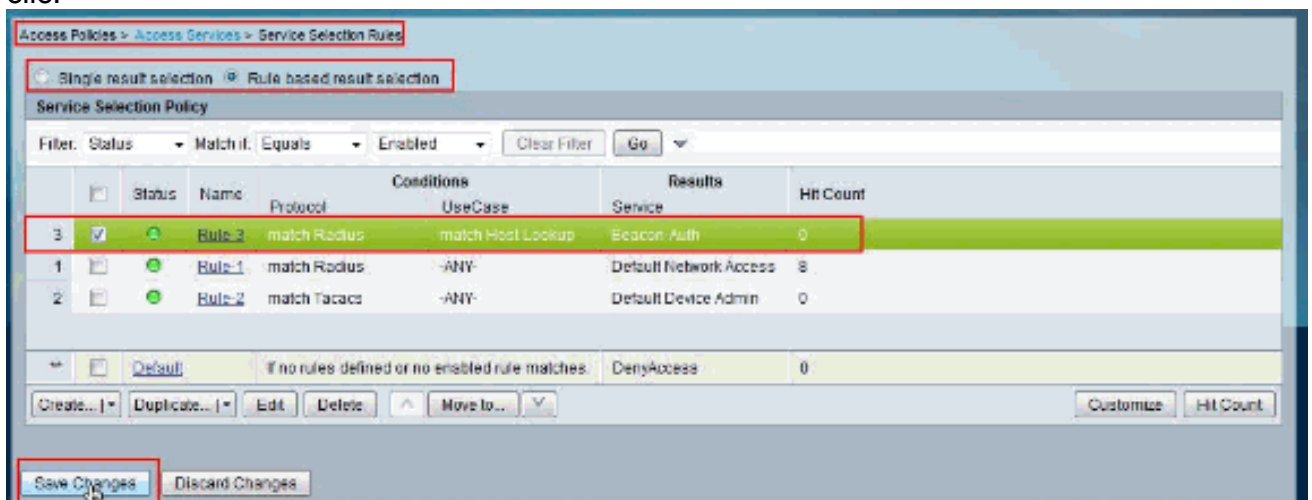 Access Policies > Access Services > Service Selection Rules
Single result selection Rule based result selection
Service Selection Policy
Filter: Status Match if: Equals Enabled Clear Filter Go
Conditions Results
Status Name Protocol UseCase Service Hit Count
3 Rule-3 match Radius match Host Lookup Beacon Auth 0
1 Rule-1 match Radius -ANY- Default Network Access 8
2 Rule-2 match Tacacs -ANY- Default Device Admin 0
** Default If no rules defined or no enabled rule matches. DenyAccess 0
Create... Duplicate... Edit Delete Move to... Customize Hit Count
Save Changes Discard Changes